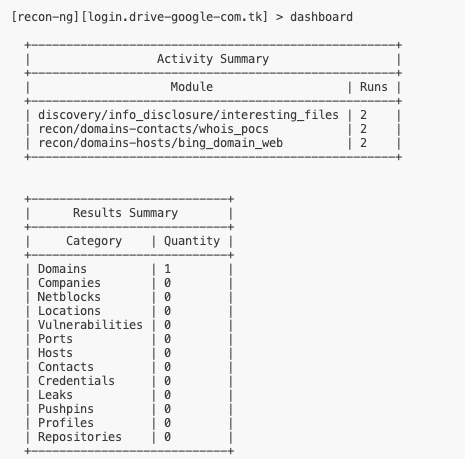 [recon-ng][login.drive-google-com.tk] > dashboard
+----------------------------------------------------+
| Activity Summary |
+----------------------------------------------------+
| Module | Runs |
+----------------------------------------------------+
| discovery/info_disclosure/interesting_files | 2 |
| recon/domains-contacts/whois_pocs | 2 |
| recon/domains-hosts/bing_domain_web | 2 |
+----------------------------------------------------+
+----------------------------+
| Results Summary |
+----------------------------+
| Category | Quantity |
+----------------------------+
| Domains | 1 |
| Companies | 0 |
| Netblocks | 0 |
| Locations | 0 |
| Vulnerabilities | 0 |
| Ports | 0 |
| Hosts | 0 |
| Contacts | 0 |
| Credentials | 0 |
| Leaks | 0 |
| Pushpins | 0 |
| Profiles | 0 |
| Repositories | 0 |
+----------------------------+